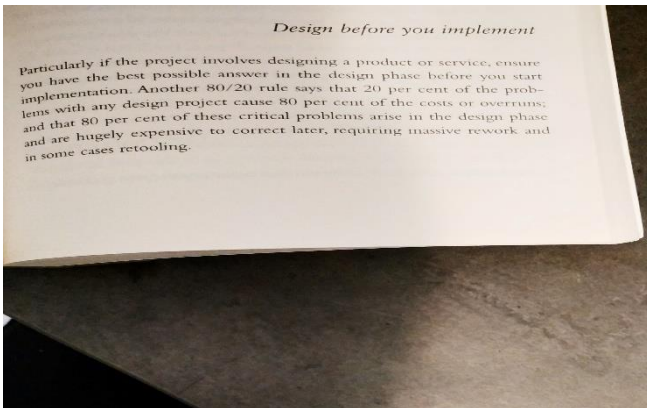 Design before you implement
Particularly if the project involves designing a product or service, ensure
you have the best possible answer in the design phase before you start
implementation. Another 80/20 rule says that 20 per cent of the prob-
lems with any design project cause 80 per cent of the costs or overruns;
and that 80 per cent of these critical problems arise in the design phase
and are hugely expensive to correct later, requiring massive rework and
in some cases retooling.